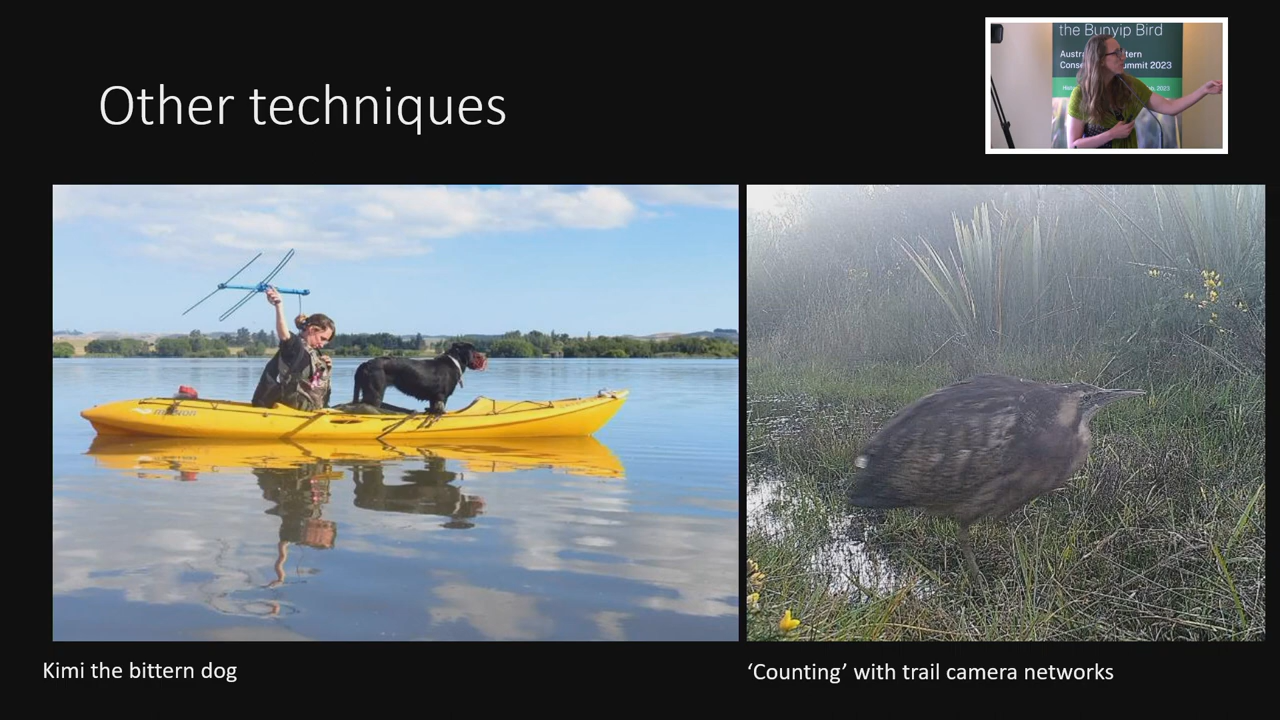 Other techniques
the Bunyip Bird
2023
Kimi the bittern dog
‘Counting’ with trail camera networks